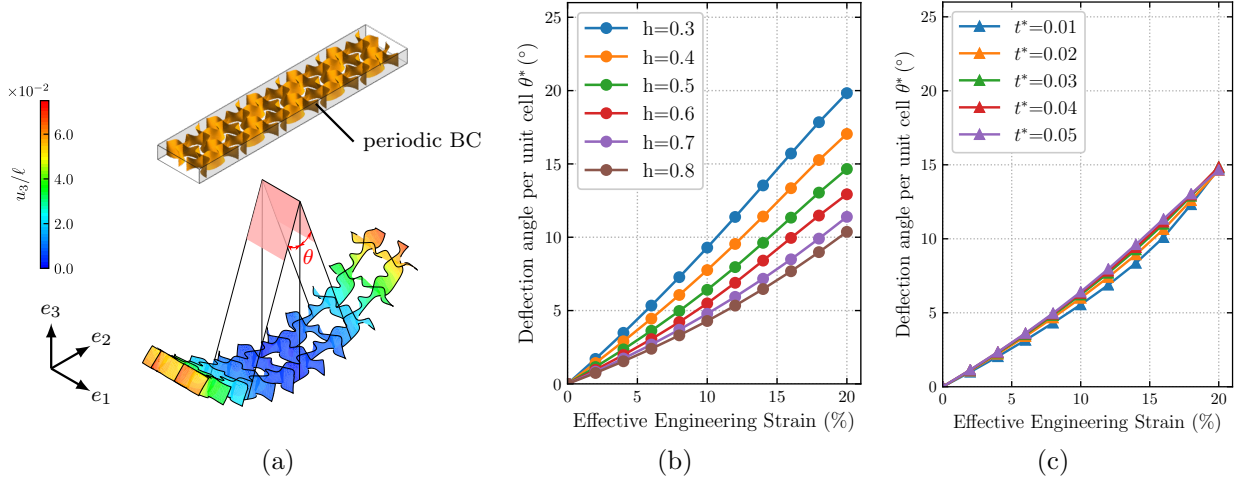 ×10⁻²
6.0
4.0
2.0
0.0
u₃/ℓ
periodic BC
θ
e₃
e₂
e₁
(a)
Deflection angle per unit cell θ* (°)
25
20
15
10
5
0
h=0.3
h=0.4
h=0.5
h=0.6
h=0.7
h=0.8
0 5 10 15 20
Effective Engineering Strain (%)
(b)
Deflection angle per unit cell θ* (°)
25
20
15
10
5
0
t*=0.01
t*=0.02
t*=0.03
t*=0.04
t*=0.05
0 5 10 15 20
Effective Engineering Strain (%)
(c)